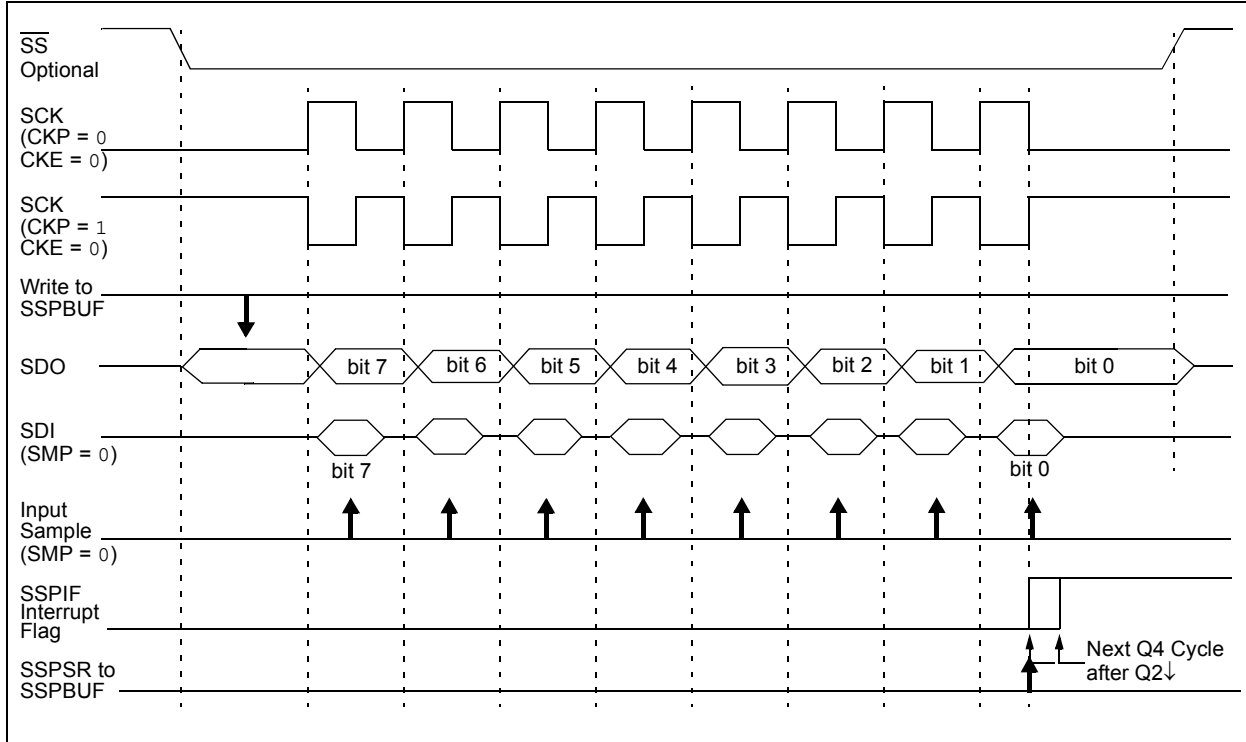 SS
Optional
SCK
(CKP = 0
CKE = 0)
SCK
(CKP = 1
CKE = 0)
Write to
SSPBUF
SDO
bit 7 bit 6 bit 5 bit 4 bit 3 bit 2 bit 1 bit 0
SDI
(SMP = 0)
bit 7 bit 0
Input
Sample
(SMP = 0)
SSPIF
Interrupt
Flag
Next Q4 Cycle
after Q2↓
SSPSR to
SSPBUF